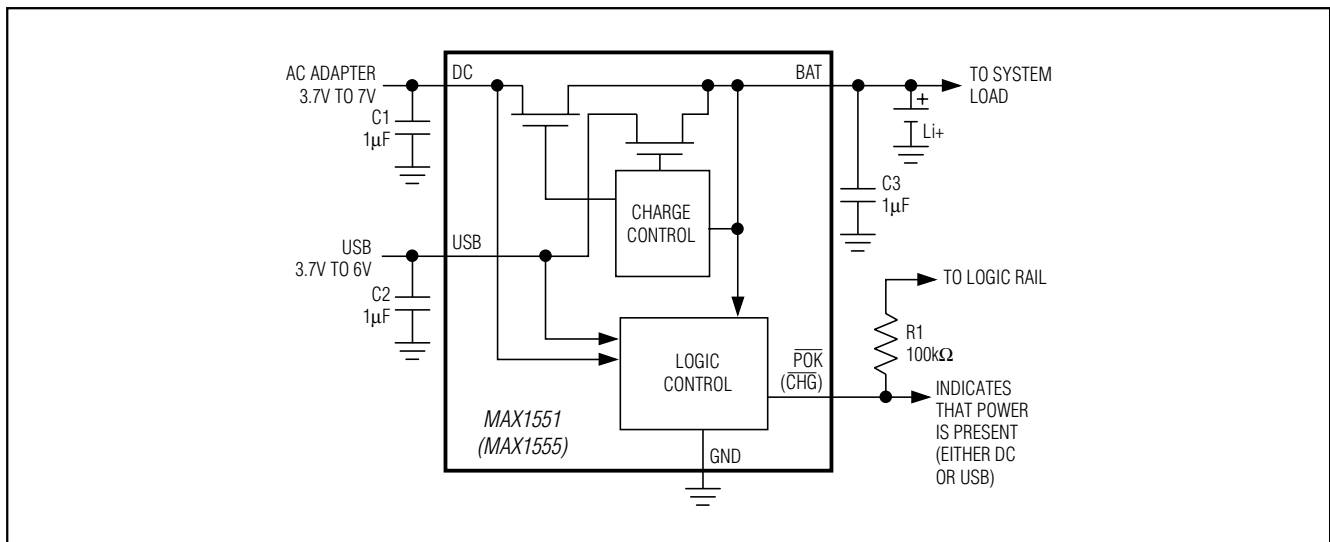 AC ADAPTER
3.7V TO 7V
C1
1µF
DC
BAT
TO SYSTEM
LOAD
+
Li+
C3
1µF
CHARGE
CONTROL
USB
3.7V TO 6V
C2
1µF
USB
TO LOGIC RAIL
R1
100kΩ
LOGIC
CONTROL
POK
(CHG)
INDICATES
THAT POWER
IS PRESENT
(EITHER DC
OR USB)
MAX1551
(MAX1555)
GND